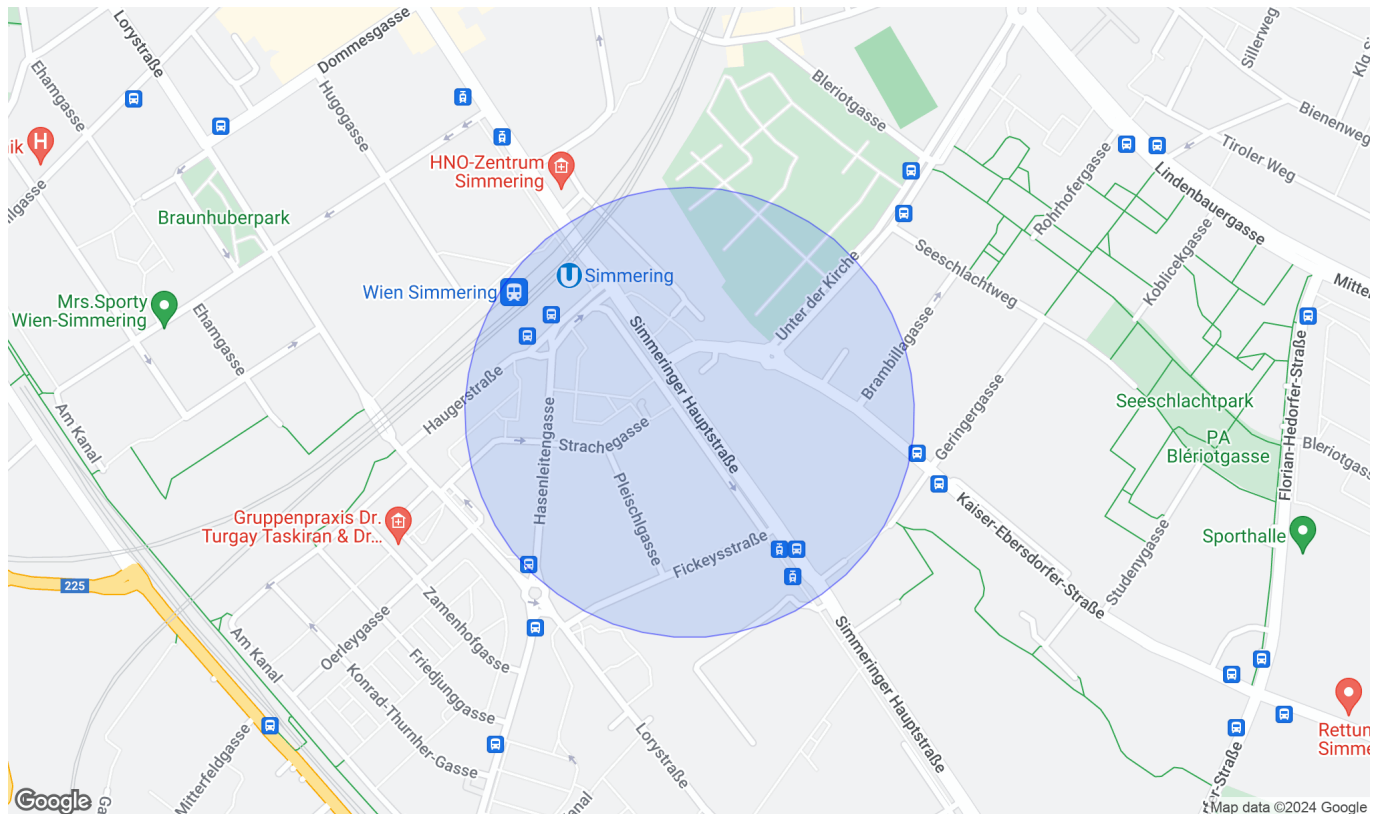 Lorystraße
Dommesgasse
Ehamgasse
Hugogasse
Sillerweg
Bleriotgasse
Bienenweg
Tiroler Weg
H
HNO-Zentrum
Simmering
Rohrhofergasse
Lindenbauergasse
Braunhuberpark
Seeschlachtweg
Koblicekgasse
Unter der Kirche
U Simmering
Wien Simmering
Mrs.Sporty
Wien-Simmering
Ehamgasse
Simmeringer Hauptstraße
Brambillagasse
Haugerstraße
Am Kanal
Hasenleitengasse
Strachegasse
Geringergasse
Seeschlachtpark
PA
Blériotgasse
Florian-Hedorfer-Straße
Bleriotgasse
Pleischlgasse
Gruppenpraxis Dr.
Turgay Taskiran & Dr...
Fickeysstraße
Kaiser-Ebersdorfer-Straße
Studenygasse
Sporthalle
225
Zamenhofgasse
Oerleygasse
Am Kanal
Friedjunggasse
Konrad-Thurnher-Gasse
Simmeringer Hauptstraße
Lorystraße
Mitterfeldgasse
Google
Map data ©2024 Google